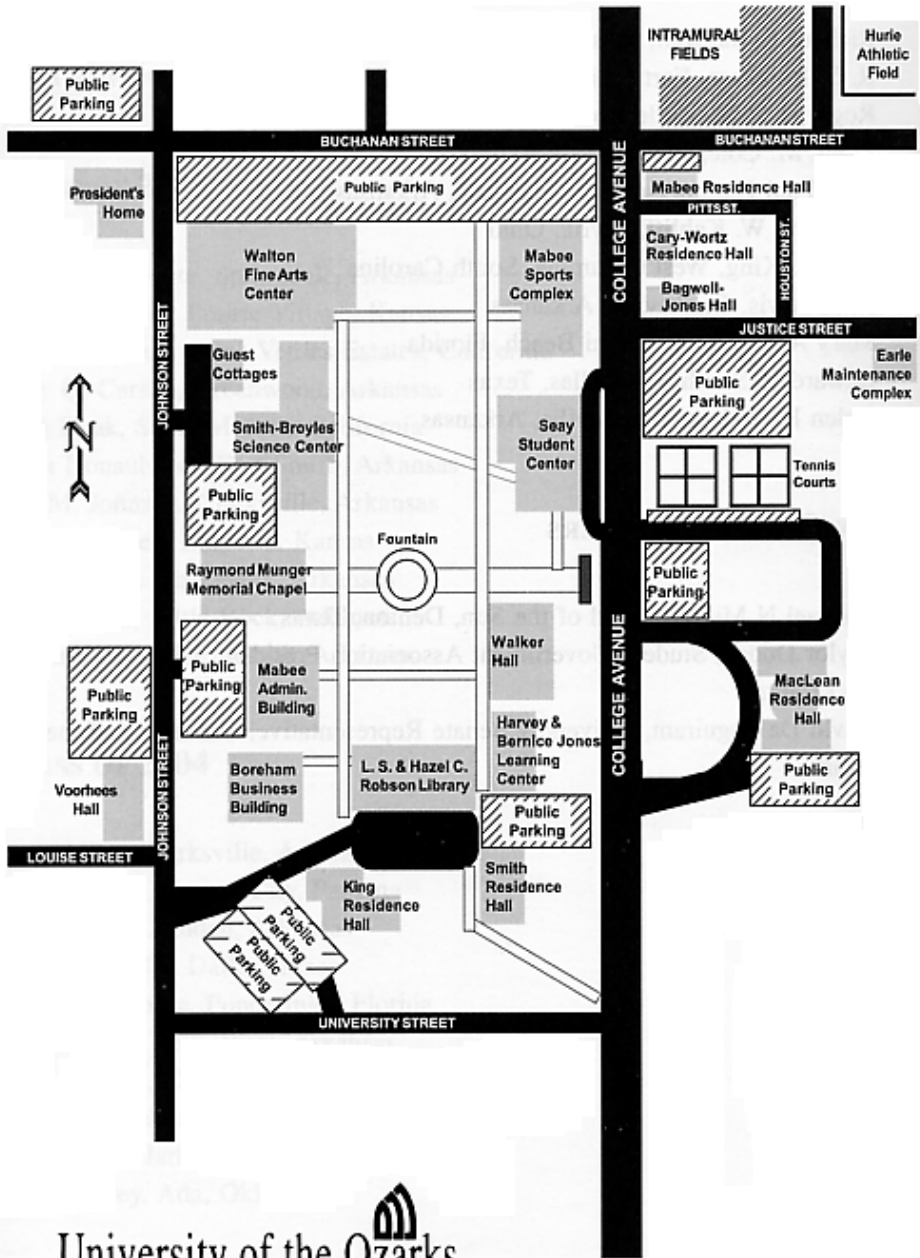 INTRAMURAL
FIELDS
Hurie
Athletic
Field
Public
Parking
BUCHANAN STREET
BUCHANAN STREET
President's
Home
Public Parking
COLLEGE AVENUE
Mabee Residence Hall
PITTS ST.
Walton
Fine Arts
Center
Mabee
Sports
Complex
Cary-Wortz
Residence Hall
Bagwell-
Jones Hall
HOUSTON ST.
JUSTICE STREET
JOHNSON STREET
Guest
Cottages
Public
Parking
Earle
Maintenance
Complex
N
Smith-Broyles
Science Center
Seay
Student
Center
Tennis
Courts
Public
Parking
Fountain
Raymond Munger
Memorial Chapel
Public
Parking
Walker
Hall
COLLEGE AVENUE
Public
Parking
Public
Parking
Mabee
Admin.
Building
MacLean
Residence
Hall
Harvey &
Bernice Jones
Learning
Center
JOHNSON STREET
Voorhees
Hall
Boreham
Business
Building
L. S. & Hazel C.
Robson Library
Public
Parking
Public
Parking
LOUISE STREET
King
Residence
Hall
Smith
Residence
Hall
Public
Parking
Public
Parking
UNIVERSITY STREET
University of the Ozarks